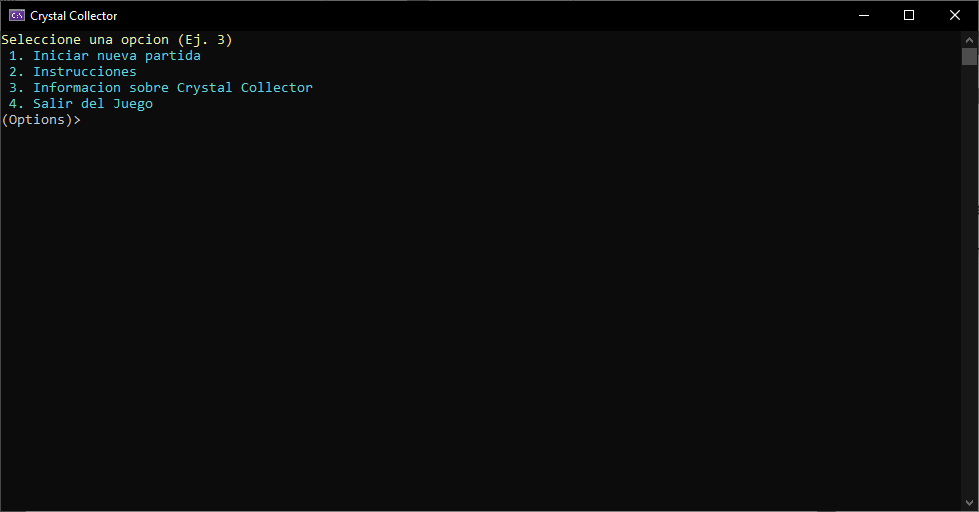 Crystal Collector
Seleccione una opcion (Ej. 3)
1. Iniciar nueva partida
2. Instrucciones
3. Informacion sobre Crystal Collector
4. Salir del Juego
(Options)>